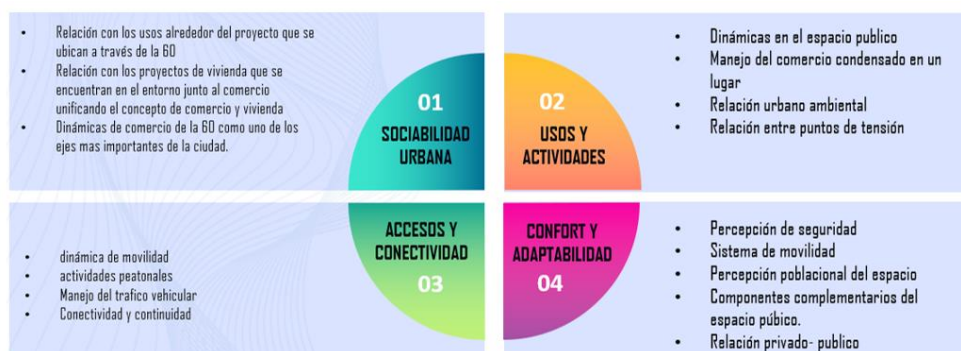 • Relación con los usos alrededor del proyecto que se
ubican a través de la 60
• Relación con los proyectos de vivienda que se
encuentran en el entorno junto al comercio
unificando el concepto de comercio y vivienda
• Dinámicas de comercio de la 60 como uno de los
ejes mas importantes de la ciudad.
01
SOCIABILIDAD
URBANA
02
USOS Y
ACTIVIDADES
• Dinámicas en el espacio publico
• Manejo del comercio condensado en un
lugar
• Relación urbano ambiental
• Relación entre puntos de tensión
• dinámica de movilidad
• actividades peatonales
• Manejo del trafico vehicular
• Conectividad y continuidad
ACCESOS Y
CONECTIVIDAD
03
CONFORT Y
ADAPTABILIDAD
04
• Percepción de seguridad
• Sistema de movilidad
• Percepción poblacional del espacio
• Componentes complementarios del
espacio púbico.
• Relación privado- publico